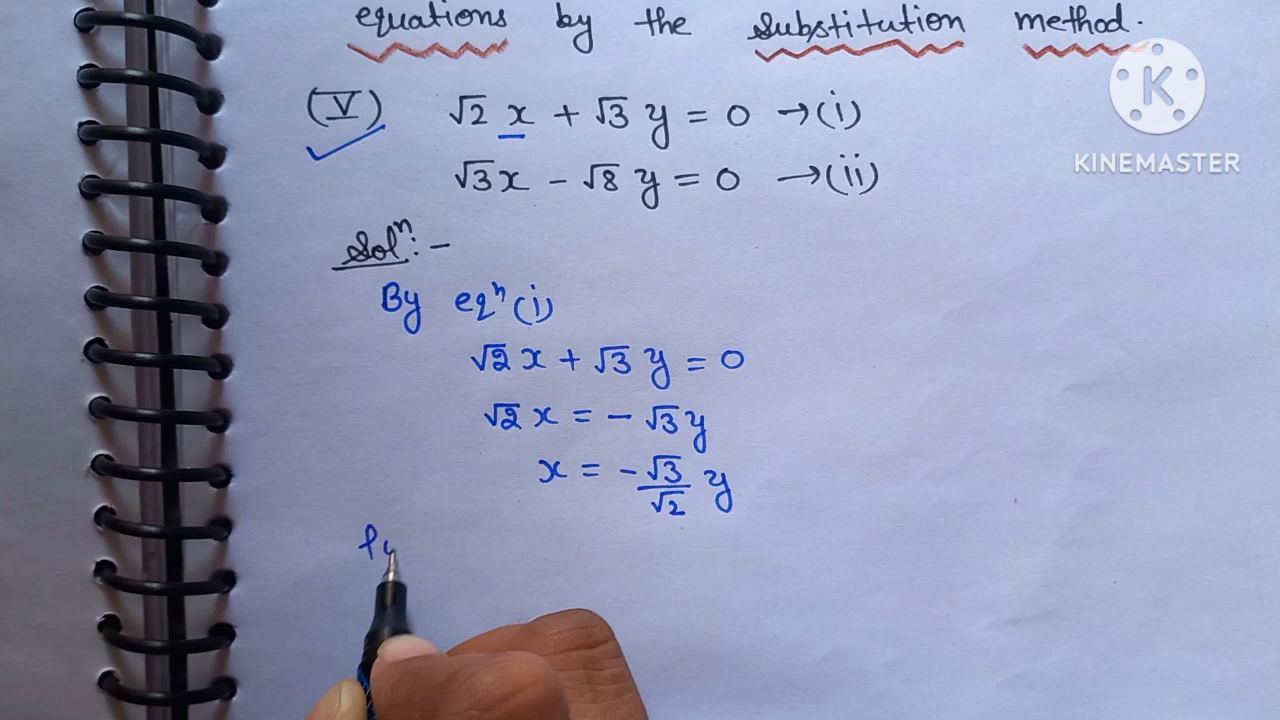 equations by the substitution method.
(V) √2 x + √3 y = 0 →(i)
√3x - √8 y = 0 →(ii)
Solⁿ:-
By eqⁿ(i)
√2 x + √3 y = 0
√2 x = - √3 y
x = -√3/√2 y
K
KINEMASTER